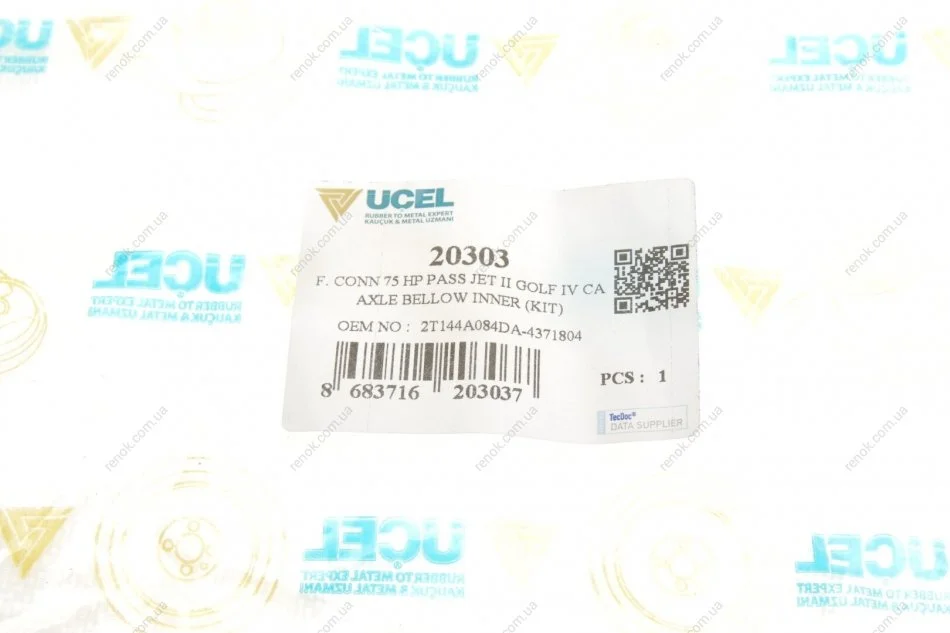 UÇEL
RUBBER TO METAL EXPERT
KAUÇUK & METAL UZMANI
20303
F. CONN 75 HP PASS JET II GOLF IV CA
AXLE BELLOW INNER (KIT)
OEM NO : 2T144A084DA-4371804
8 683716 203037
PCS : 1
TecDoc®
DATA SUPPLIER
UÇEL
RUBBER TO METAL EXPERT
KAUÇUK & METAL UZMANI
renok.com.ua